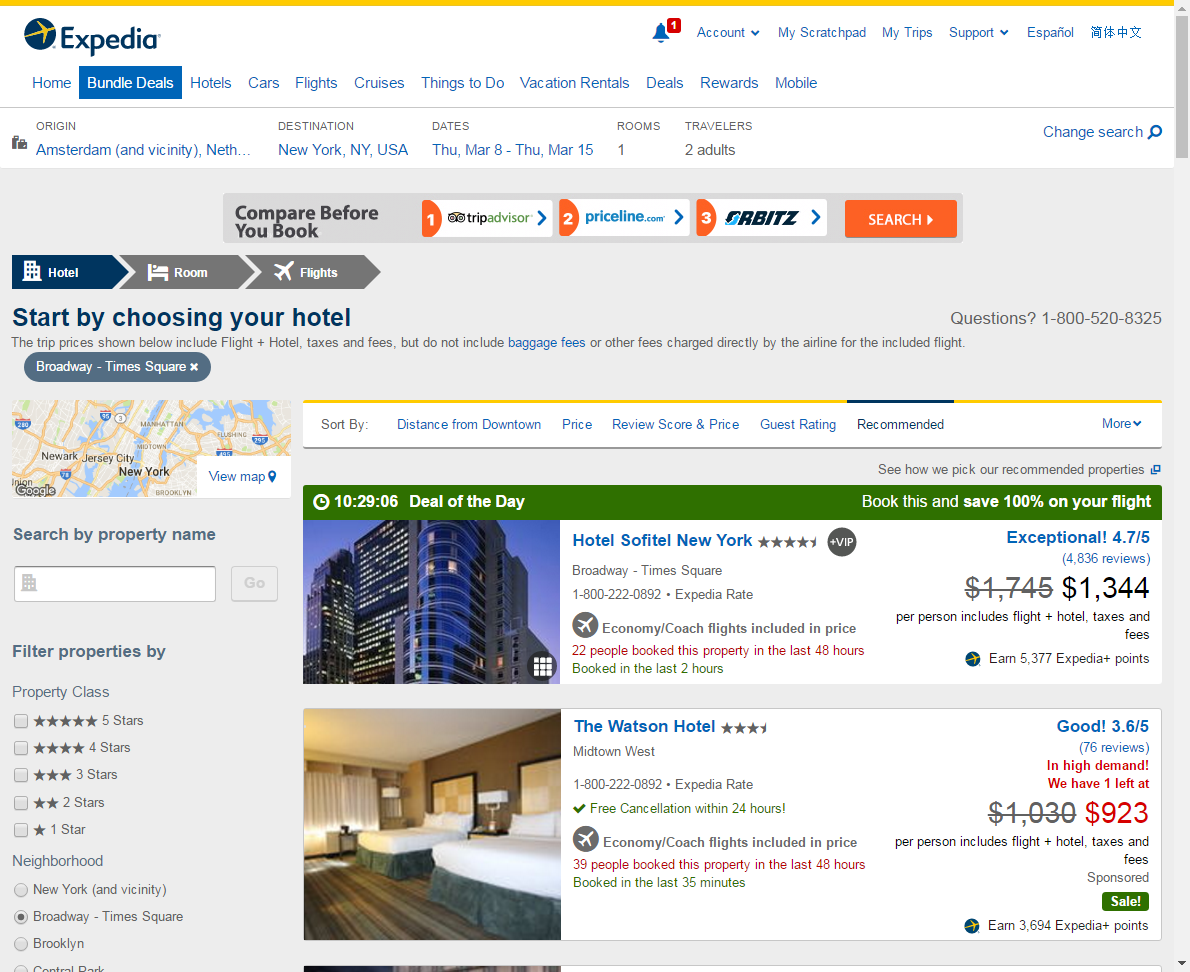 Expedia
1
Account
My Scratchpad
My Trips
Support
Español
简体中文
Home
Bundle Deals
Hotels
Cars
Flights
Cruises
Things to Do
Vacation Rentals
Deals
Rewards
Mobile
ORIGIN
Amsterdam (and vicinity), Neth...
DESTINATION
New York, NY, USA
DATES
Thu, Mar 8 - Thu, Mar 15
ROOMS
1
TRAVELERS
2 adults
Change search
Compare Before
You Book
1 tripadvisor
2 priceline.com
3 ORBITZ
SEARCH
Hotel
Room
Flights
Start by choosing your hotel
Questions? 1-800-520-8325
The trip prices shown below include Flight + Hotel, taxes and fees, but do not include baggage fees or other fees charged directly by the airline for the included flight.
Broadway - Times Square ×
280
95
3
MANHATTAN
FLUSHING
295
MIDTOWN
495
Newark
Jersey City
78
New York
Union
BROOKLYN
Google
View map
Search by property name
Go
Filter properties by
Property Class
5 Stars
4 Stars
3 Stars
2 Stars
1 Star
Neighborhood
New York (and vicinity)
Broadway - Times Square
Brooklyn
Central Park
Sort By:
Distance from Downtown
Price
Review Score & Price
Guest Rating
Recommended
More
See how we pick our recommended properties
10:29:06 Deal of the Day
Book this and save 100% on your flight
Hotel Sofitel New York
+VIP
Broadway - Times Square
1-800-222-0892 • Expedia Rate
Economy/Coach flights included in price
22 people booked this property in the last 48 hours
Booked in the last 2 hours
Exceptional! 4.7/5
(4,836 reviews)
$1,745 $1,344
per person includes flight + hotel, taxes and
fees
Earn 5,377 Expedia+ points
The Watson Hotel
Midtown West
1-800-222-0892 • Expedia Rate
Free Cancellation within 24 hours!
Economy/Coach flights included in price
39 people booked this property in the last 48 hours
Booked in the last 35 minutes
Good! 3.6/5
(76 reviews)
In high demand!
We have 1 left at
$1,030 $923
per person includes flight + hotel, taxes and
fees
Sponsored
Sale!
Earn 3,694 Expedia+ points